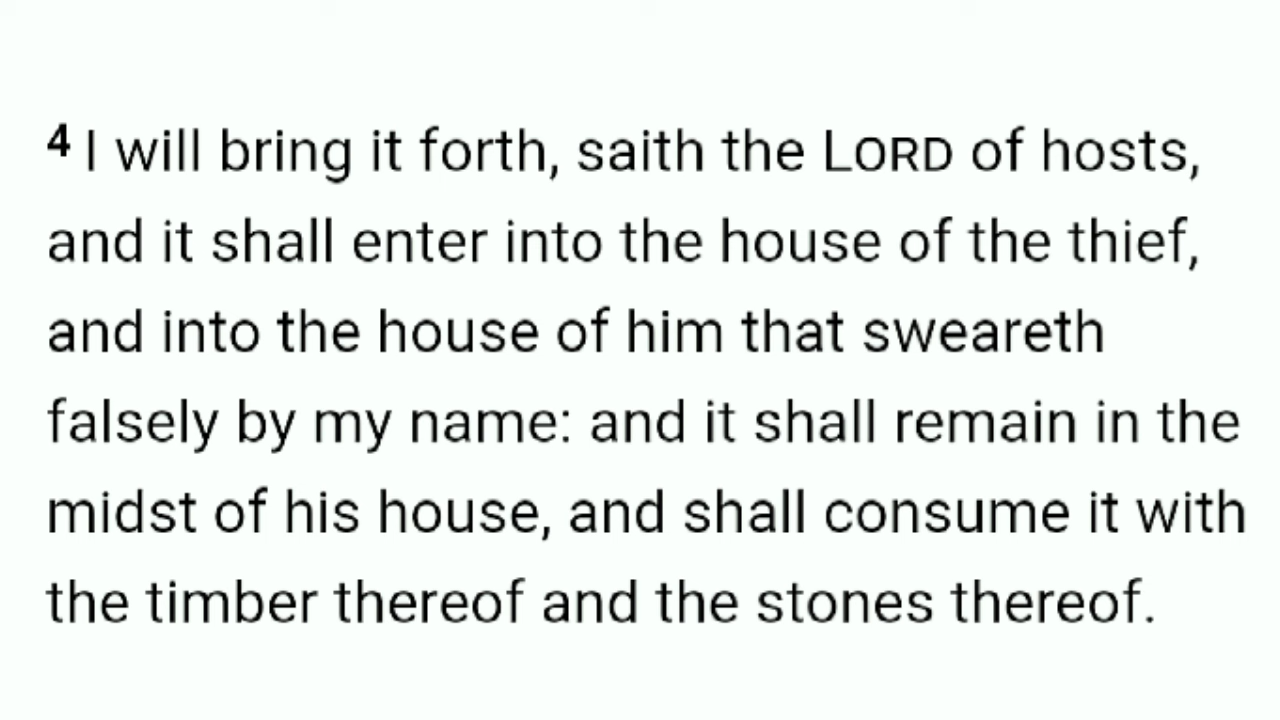 4 I will bring it forth, saith the LORD of hosts,
and it shall enter into the house of the thief,
and into the house of him that sweareth
falsely by my name: and it shall remain in the
midst of his house, and shall consume it with
the timber thereof and the stones thereof.